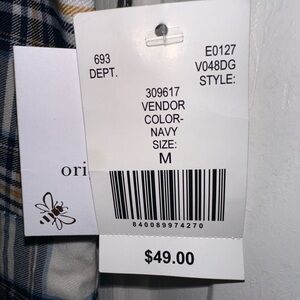 693
DEPT.
E0127
V048DG
STYLE:
309617
VENDOR
COLOR-
NAVY
SIZE:
M
840089974270
$49.00
ori